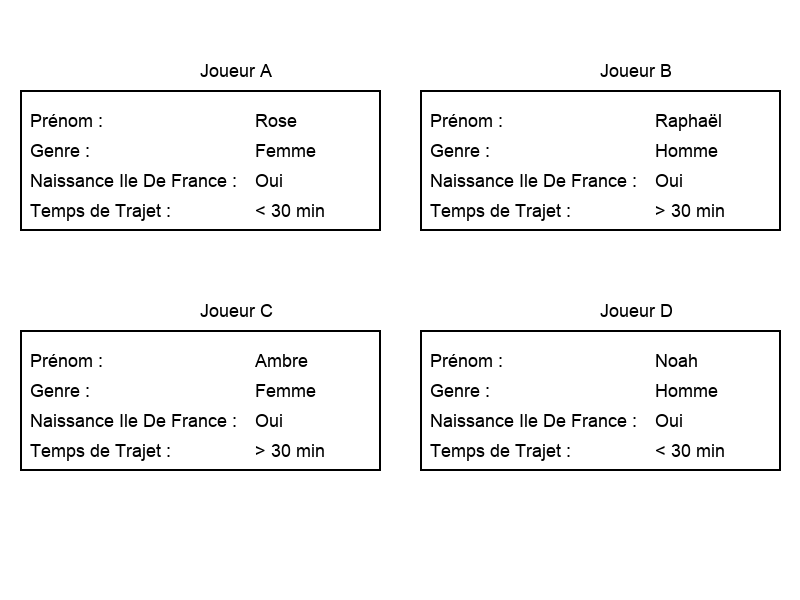 Joueur A
Prénom : Rose
Genre : Femme
Naissance Ile De France : Oui
Temps de Trajet : < 30 min
Joueur B
Prénom : Raphaël
Genre : Homme
Naissance Ile De France : Oui
Temps de Trajet : > 30 min
Joueur C
Prénom : Ambre
Genre : Femme
Naissance Ile De France : Oui
Temps de Trajet : > 30 min
Joueur D
Prénom : Noah
Genre : Homme
Naissance Ile De France : Oui
Temps de Trajet : < 30 min